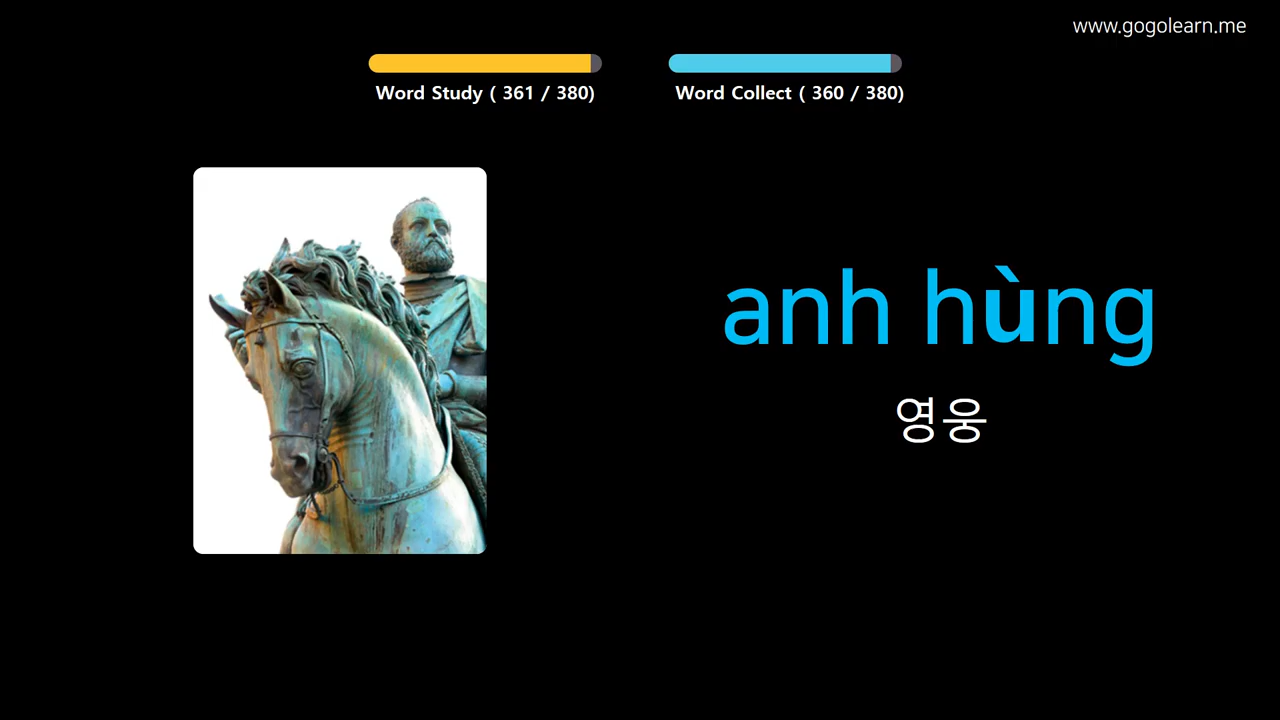 www.gogolearn.me
Word Study ( 361 / 380)
Word Collect ( 360 / 380)
anh hùng
영웅